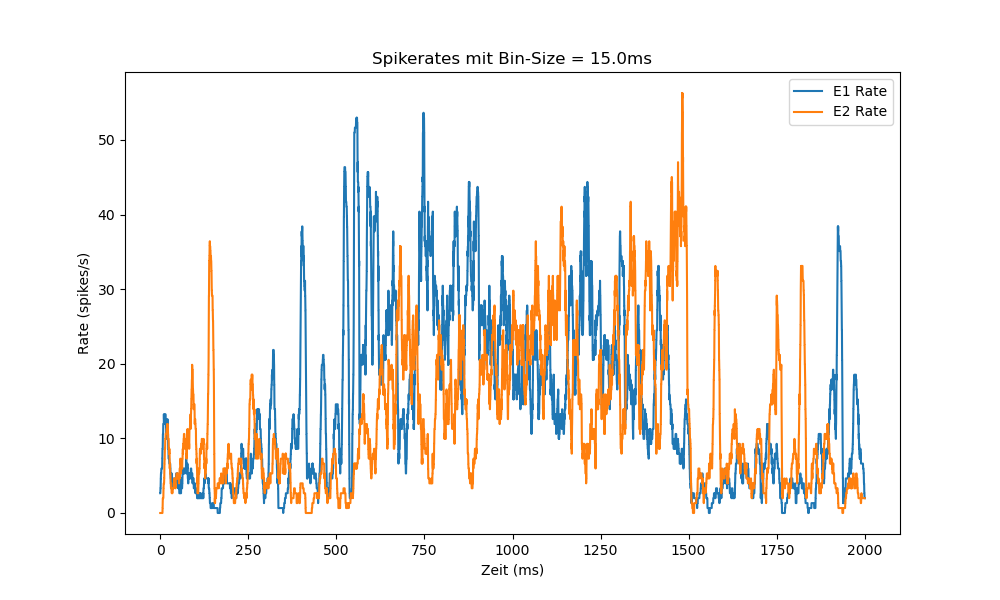 Spikerates mit Bin-Size = 15.0ms
E1 Rate
E2 Rate
Rate (spikes/s)
50
40
30
20
10
0
0 250 500 750 1000 1250 1500 1750 2000
Zeit (ms)